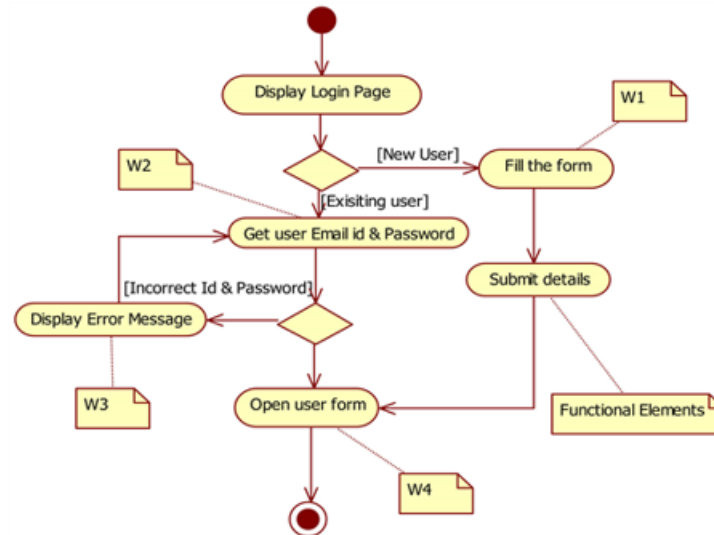 Display Login Page
W1
[New User]
Fill the form
W2
[Exisiting user]
Get user Email id & Password
Submit details
[Incorrect Id & Password]
Display Error Message
W3
Open user form
Functional Elements
W4